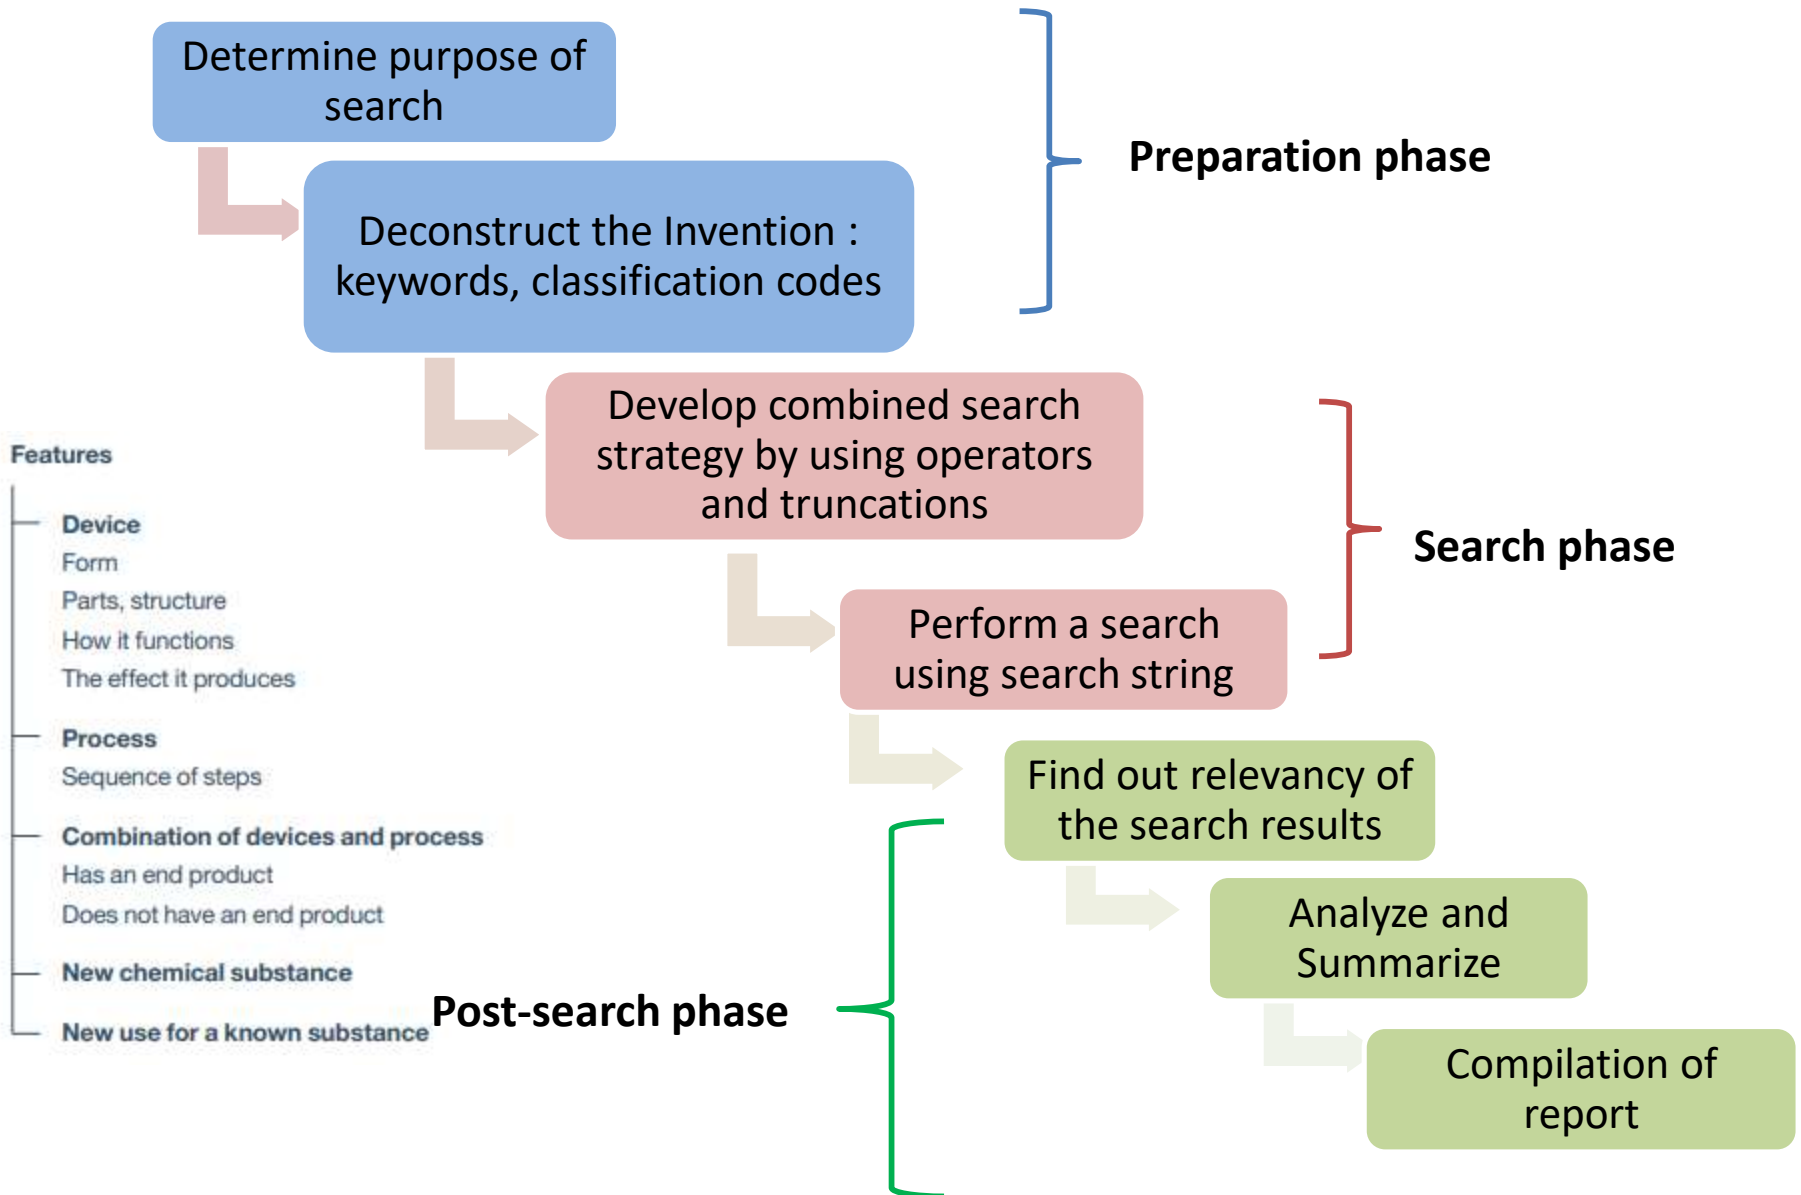 Determine purpose of
search
Preparation phase
Deconstruct the Invention :
keywords, classification codes
Develop combined search
strategy by using operators
and truncations
Search phase
Perform a search
using search string
Find out relevancy of
the search results
Analyze and
Summarize
Post-search phase
Compilation of
report
Features
Device
Form
Parts, structure
How it functions
The effect it produces
Process
Sequence of steps
Combination of devices and process
Has an end product
Does not have an end product
New chemical substance
New use for a known substance